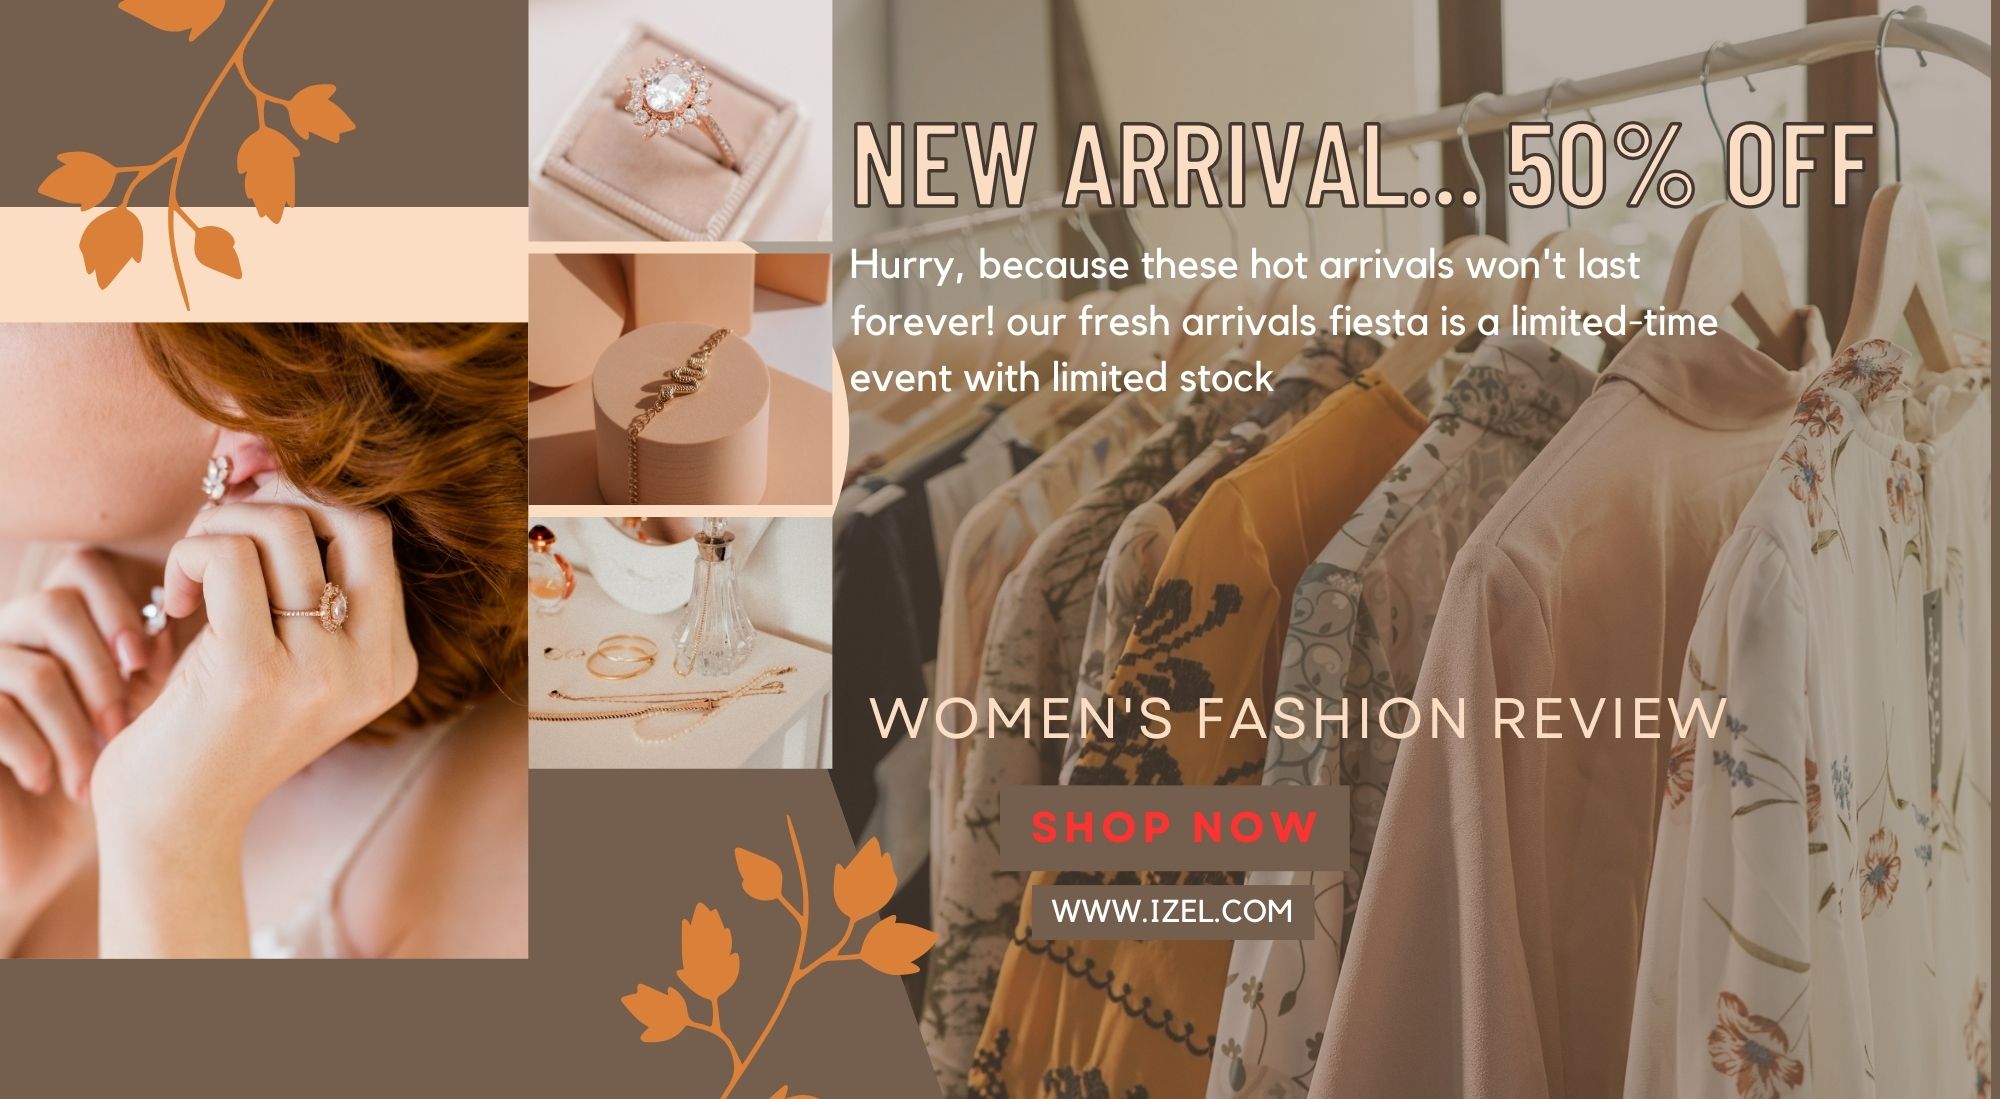 NEW ARRIVAL... 50% OFF
Hurry, because these hot arrivals won't last
forever! our fresh arrivals fiesta is a limited-time
event with limited stock
WOMEN'S FASHION REVIEW
SHOP NOW
WWW.IZEL.COM